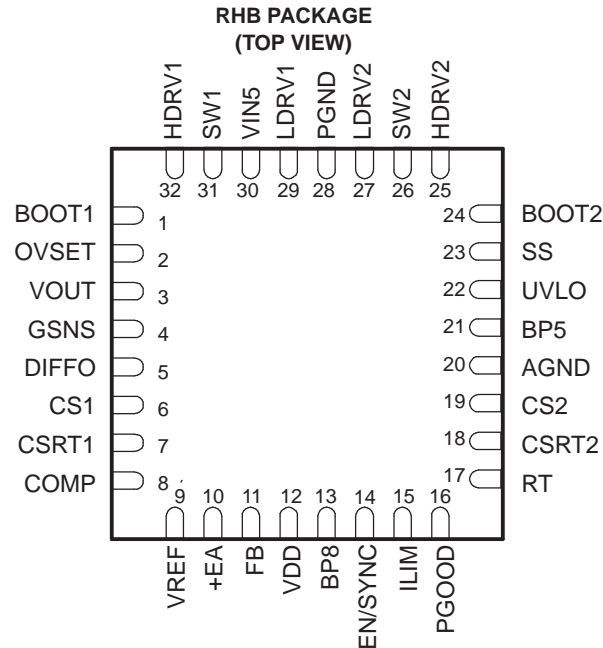 RHB PACKAGE
(TOP VIEW)
HDRV1
SW1
VIN5
LDRV1
PGND
LDRV2
SW2
HDRV2
32 31 30 29 28 27 26 25
BOOT1 1
OVSET 2
VOUT 3
GSNS 4
DIFFO 5
CS1 6
CSRT1 7
COMP 8
24 BOOT2
23 SS
22 UVLO
21 BP5
20 AGND
19 CS2
18 CSRT2
17 RT
9 10 11 12 13 14 15 16
VREF
+EA
FB
VDD
BP8
EN/SYNC
ILIM
PGOOD